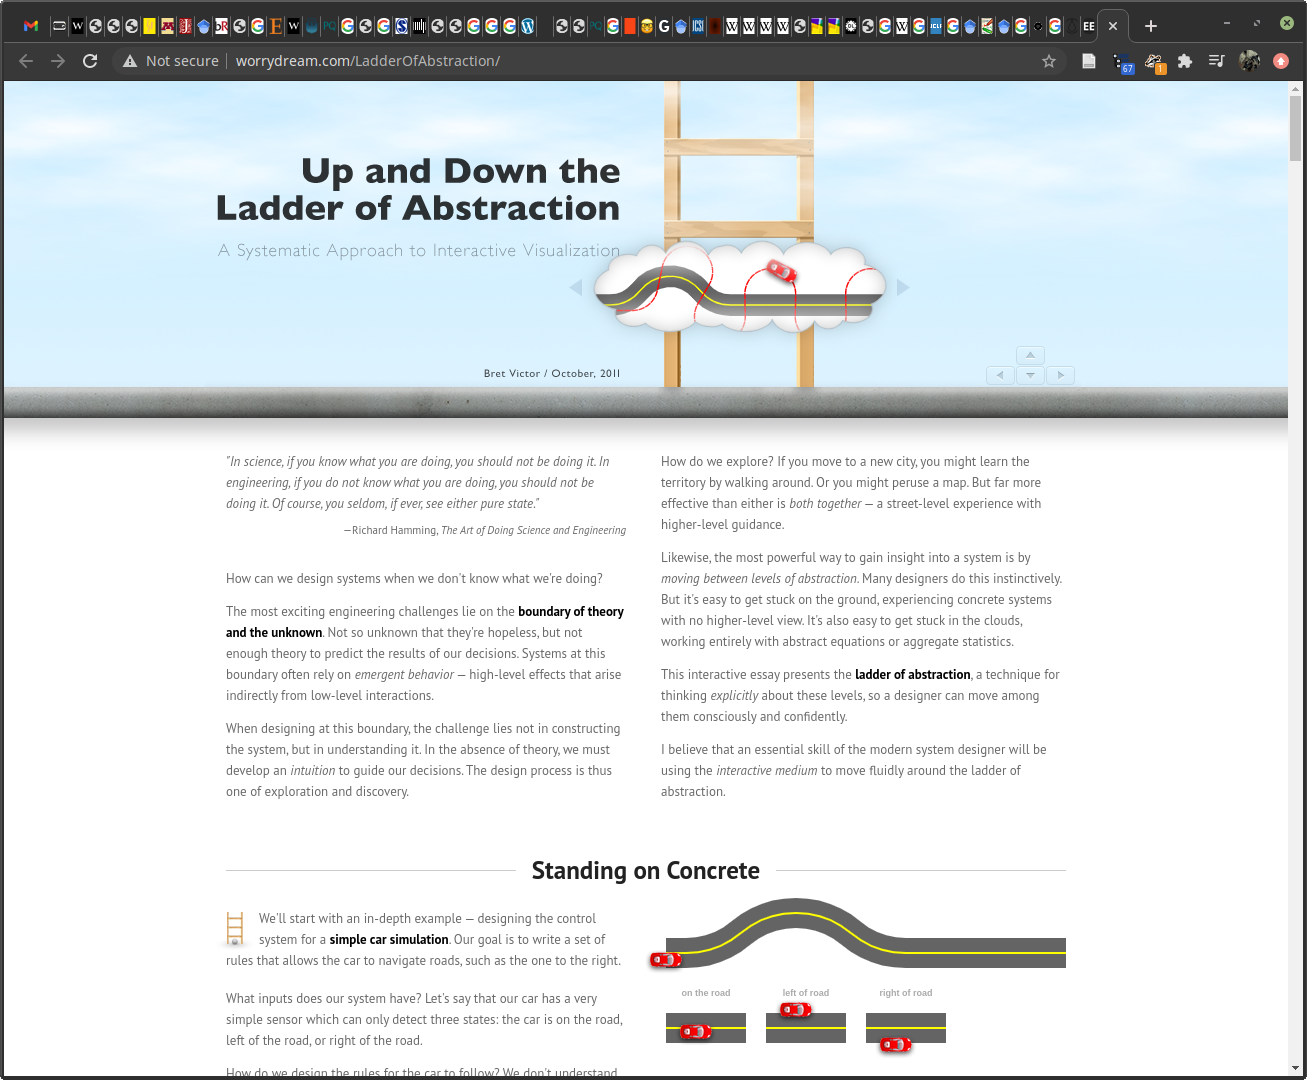 Not secure
worrydream.com/LadderOfAbstraction/
67
1
Up and Down the
Ladder of Abstraction
A Systematic Approach to Interactive Visualization
Bret Victor / October, 2011
"In science, if you know what you are doing, you should not be doing it. In
engineering, if you do not know what you are doing, you should not be
doing it. Of course, you seldom, if ever, see either pure state."
—Richard Hamming, The Art of Doing Science and Engineering
How can we design systems when we don't know what we're doing?
The most exciting engineering challenges lie on the boundary of theory
and the unknown. Not so unknown that they're hopeless, but not
enough theory to predict the results of our decisions. Systems at this
boundary often rely on emergent behavior — high-level effects that arise
indirectly from low-level interactions.
When designing at this boundary, the challenge lies not in constructing
the system, but in understanding it. In the absence of theory, we must
develop an intuition to guide our decisions. The design process is thus
one of exploration and discovery.
How do we explore? If you move to a new city, you might learn the
territory by walking around. Or you might peruse a map. But far more
effective than either is both together — a street-level experience with
higher-level guidance.
Likewise, the most powerful way to gain insight into a system is by
moving between levels of abstraction. Many designers do this instinctively.
But it's easy to get stuck on the ground, experiencing concrete systems
with no higher-level view. It's also easy to get stuck in the clouds,
working entirely with abstract equations or aggregate statistics.
This interactive essay presents the ladder of abstraction, a technique for
thinking explicitly about these levels, so a designer can move among
them consciously and confidently.
I believe that an essential skill of the modern system designer will be
using the interactive medium to move fluidly around the ladder of
abstraction.
Standing on Concrete
We'll start with an in-depth example — designing the control
system for a simple car simulation. Our goal is to write a set of
rules that allows the car to navigate roads, such as the one to the right.
What inputs does our system have? Let's say that our car has a very
simple sensor which can only detect three states: the car is on the road,
left of the road, or right of the road.
How do we design the rules for the car to follow? We don't understand
on the road
left of road
right of road